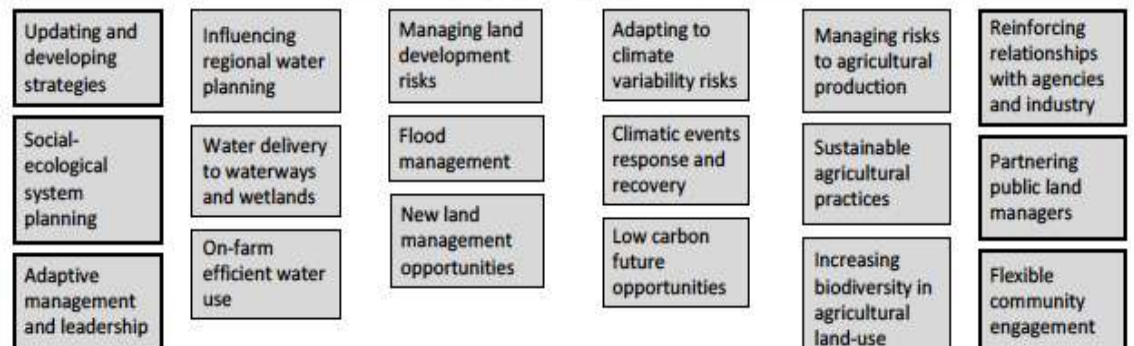 Updating and
developing
strategies
Social-
ecological
system
planning
Adaptive
management
and leadership
Influencing
regional water
planning
Water delivery
to waterways
and wetlands
On-farm
efficient water
use
Managing land
development
risks
Flood
management
New land
management
opportunities
Adapting to
climate
variability risks
Climatic events
response and
recovery
Low carbon
future
opportunities
Managing risks
to agricultural
production
Sustainable
agricultural
practices
Increasing
biodiversity in
agricultural
land-use
Reinforcing
relationships
with agencies
and industry
Partnering
public land
managers
Flexible
community
engagement